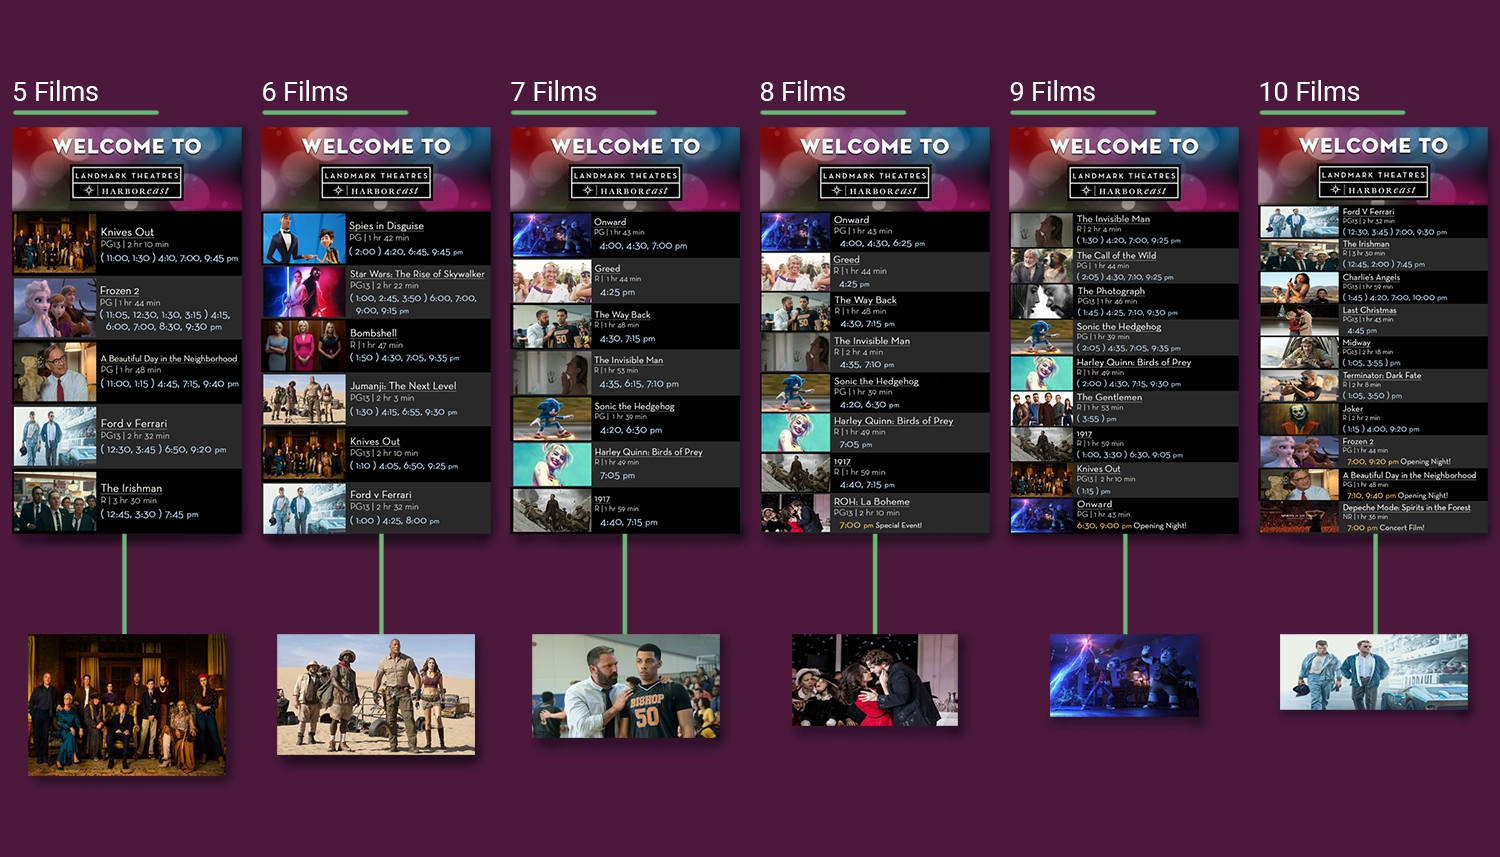 5 Films
WELCOME TO
LANDMARK THEATRES
HARBOReast
Knives Out
PG13 | 2 hr 10 min
( 11:00, 1:30 ) 4:10, 7:00, 9:45 pm
Frozen 2
PG | 1 hr 44 min
( 11:05, 12:30, 1:30, 3:15 ) 4:15,
6:00, 7:00, 8:30, 9:30 pm
A Beautiful Day in the Neighborhood
PG | 1 hr 48 min
( 11:00, 1:15 ) 4:45, 7:15, 9:40 pm
Ford v Ferrari
PG13 | 2 hr 32 min
( 12:30, 3:45 ) 6:50, 9:20 pm
The Irishman
R | 3 hr 30 min
( 12:45, 3:30 ) 7:45 pm
6 Films
WELCOME TO
LANDMARK THEATRES
HARBOReast
Spies in Disguise
PG | 1 hr 42 min
( 2:00 ) 4:20, 6:45, 9:45 pm
Star Wars: The Rise of Skywalker
PG13 | 2 hr 22 min
( 1:00, 2:45, 3:50 ) 6:00, 7:00,
9:00, 9:15 pm
Bombshell
R | 1 hr 47 min
( 1:50 ) 4:30, 7:05, 9:35 pm
Jumanji: The Next Level
PG13 | 2 hr 3 min
( 1:30 ) 4:15, 6:55, 9:30 pm
Knives Out
PG13 | 2 hr 10 min
( 1:10 ) 4:05, 6:50, 9:25 pm
Ford v Ferrari
PG13 | 2 hr 32 min
( 1:00 ) 4:25, 8:00 pm
7 Films
WELCOME TO
LANDMARK THEATRES
HARBOReast
Onward
PG | 1 hr 43 min
4:00, 4:30, 7:00 pm
Greed
R | 1 hr 44 min
4:25 pm
The Way Back
R | 1 hr 48 min
4:30, 7:15 pm
The Invisible Man
R | 1 hr 53 min
4:35, 6:15, 7:10 pm
Sonic the Hedgehog
PG | 1 hr 39 min
4:20, 6:30 pm
Harley Quinn: Birds of Prey
R | 1 hr 49 min
7:05 pm
1917
R | 1 hr 59 min
4:40, 7:15 pm
BISHOP
50
8 Films
WELCOME TO
LANDMARK THEATRES
HARBOReast
Onward
PG | 1 hr 43 min
4:00, 4:30, 6:25 pm
Greed
R | 1 hr 44 min
4:25 pm
The Way Back
R | 1 hr 48 min
4:30, 7:15 pm
The Invisible Man
R | 2 hr 4 min
4:35, 7:10 pm
Sonic the Hedgehog
PG | 1 hr 39 min
4:20, 6:30 pm
Harley Quinn: Birds of Prey
R | 1 hr 49 min
7:05 pm
1917
R | 1 hr 59 min
4:40, 7:15 pm
ROH: La Boheme
PG13 | 2 hr 10 min
7:00 pm Special Event!
9 Films
WELCOME TO
LANDMARK THEATRES
HARBOReast
The Invisible Man
R | 2 hr 4 min
( 1:30 ) 4:20, 7:00, 9:25 pm
The Call of the Wild
PG | 1 hr 44 min
( 2:05 ) 4:30, 7:10, 9:25 pm
The Photograph
PG13 | 1 hr 46 min
( 1:45 ) 4:25, 7:10, 9:30 pm
Sonic the Hedgehog
PG | 1 hr 39 min
( 2:05 ) 4:35, 7:05, 9:35 pm
Harley Quinn: Birds of Prey
R | 1 hr 49 min
( 2:00 ) 4:30, 7:15, 9:30 pm
The Gentlemen
R | 1 hr 53 min
( 3:55 ) pm
1917
R | 1 hr 59 min
( 1:00, 3:30 ) 6:30, 9:05 pm
Knives Out
PG13 | 2 hr 10 min
( 1:15 ) pm
Onward
PG | 1 hr 43 min
6:30, 9:00 pm Opening Night!
10 Films
WELCOME TO
LANDMARK THEATRES
HARBOReast
Ford V Ferrari
PG13 | 2 hr 32 min
( 12:30, 3:45 ) 7:00, 9:30 pm
The Irishman
R | 3 hr 30 min
( 12:45, 2:00 ) 7:45 pm
Charlie's Angels
PG13 | 1 hr 59 min
( 1:45 ) 4:20, 7:00, 10:00 pm
Last Christmas
PG13 | 1 hr 43 min
4:45 pm
Midway
PG13 | 2 hr 18 min
( 1:05, 3:55 ) pm
Terminator: Dark Fate
R | 2 hr 8 min
( 1:05, 3:50 ) pm
Joker
R | 2 hr 2 min
( 1:15 ) 4:00, 9:20 pm
Frozen 2
PG | 1 hr 44 min
7:00, 9:20 pm Opening Night!
A Beautiful Day in the Neighborhood
PG | 1 hr 48 min
7:10, 9:40 pm Opening Night!
Depeche Mode: Spirits in the Forest
NR | 1 hr 36 min
7:00 pm Concert Film!